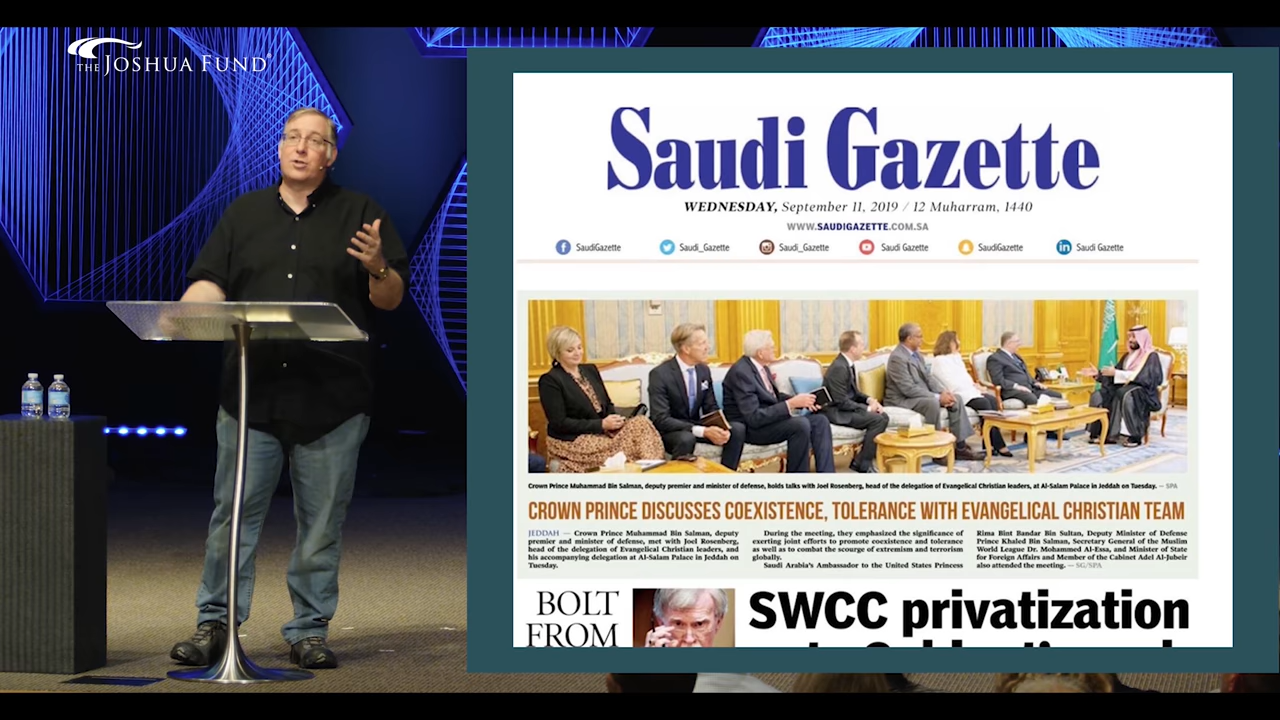 THE JOSHUA FUND®
Saudi Gazette
WEDNESDAY, September 11, 2019 / 12 Muharram, 1440
WWW.SAUDIGAZETTE.COM.SA
SaudiGazette
Saudi_Gazette
Saudi_Gazette
Saudi Gazette
SaudiGazette
Saudi Gazette
Crown Prince Muhammad Bin Salman, deputy premier and minister of defense, holds talks with Joel Rosenberg, head of the delegation of Evangelical Christian leaders, at Al-Salam Palace in Jeddah on Tuesday. — SPA
CROWN PRINCE DISCUSSES COEXISTENCE, TOLERANCE WITH EVANGELICAL CHRISTIAN TEAM
JEDDAH — Crown Prince Muhammad Bin Salman, deputy
premier and minister of defense, met with Joel Rosenberg,
head of the delegation of Evangelical Christian leaders, and
his accompanying delegation at Al-Salam Palace in Jeddah on
Tuesday.
During the meeting, they emphasized the significance of
exerting joint efforts to promote coexistence and tolerance
as well as to combat the scourge of extremism and terrorism
globally.
Saudi Arabia's Ambassador to the United States Princess
Rima Bint Bandar Bin Sultan, Deputy Minister of Defense
Prince Khaled Bin Salman, Secretary General of the Muslim
World League Dr. Mohammed Al-Essa, and Minister of State
for Foreign Affairs and Member of the Cabinet Adel Al-Jubeir
also attended the meeting. — SG/SPA
BOLT
FROM
SWCC privatization